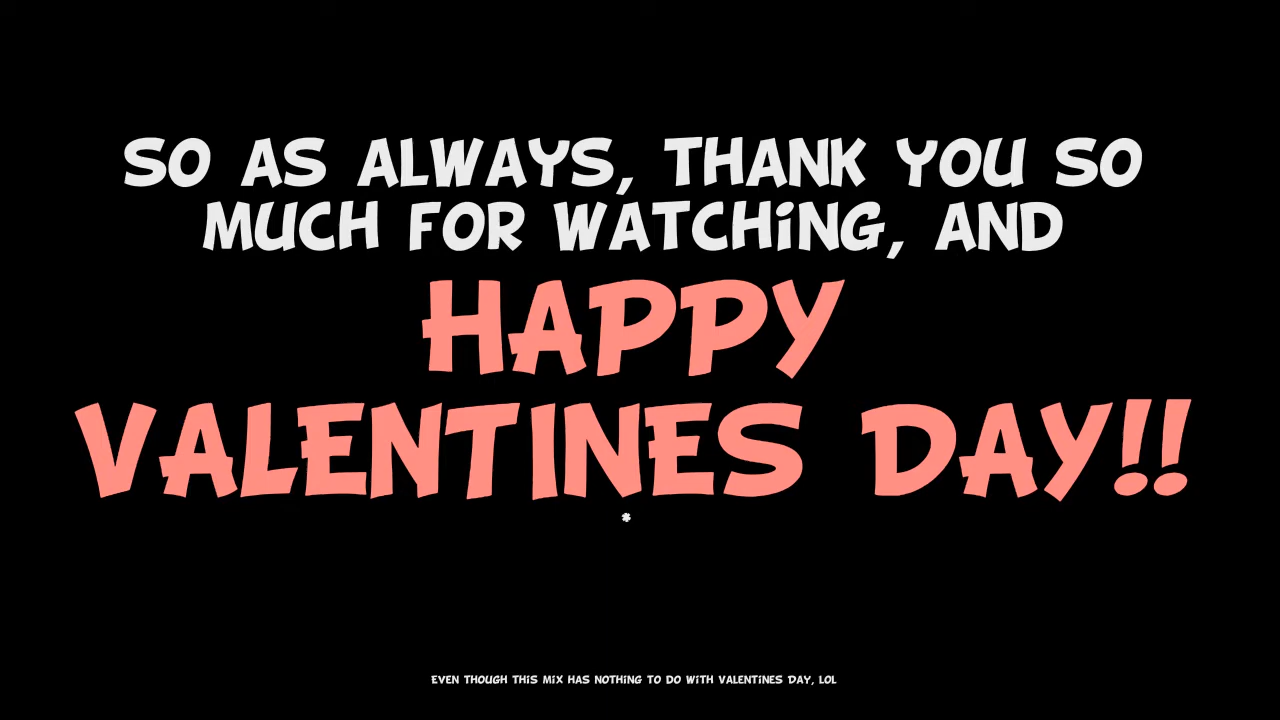 SO AS ALWAYS, THANK YOU SO
MUCH FOR WATCHING, AND
HAPPY
VALENTINES DAY!!
*
EVEN THOUGH THIS MIX HAS NOTHING TO DO WITH VALENTINES DAY, LOL